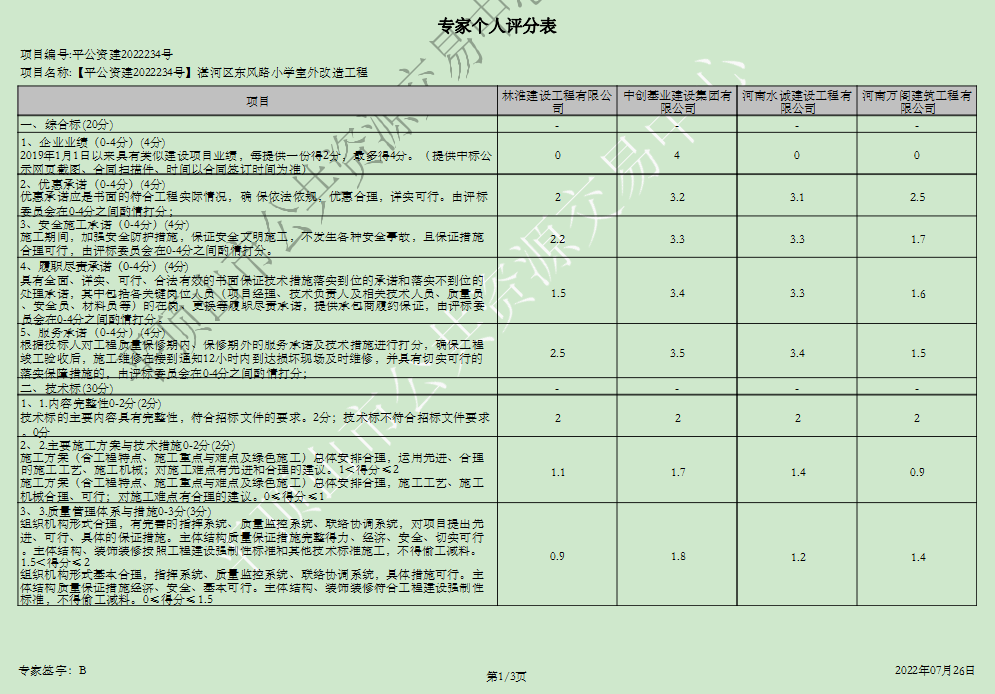 专家个人评分表
项目编号:平公资建2022234号
项目名称:【平公资建2022234号】湛河区东风路小学室外改造工程
项目 林淮建设工程有限公司 中创基业建设集团有限公司 河南水诚建设工程有限公司 河南万阁建筑工程有限公司
一、综合标(20分) - - - -
1、企业业绩（0-4分）(4分)
2019年1月1日以来具有类似建设项目业绩，每提供一份得2分，最多得4分。（提供中标公
示网页截图、合同扫描件、时间以合同签订时间为准）
0 4 0 0
2、优惠承诺（0-4分）(4分)
优惠承诺应是书面的符合工程实际情况，确 保依法依规、优惠合理，详实可行。由评标
委员会在0-4分之间酌情打分；
2 3.2 3.1 2.5
3、安全施工承诺（0-4分）(4分)
施工期间，加强安全防护措施，保证安全文明施工，不发生各种安全事故，且保证措施
合理可行，由评标委员会在0-4分之间酌情打分。
2.2 3.3 3.3 1.7
4、履职尽责承诺（0-4分）(4分)
具有全面、详实、可行、合法有效的书面保证技术措施落实到位的承诺和落实不到位的
处理承诺，其中包括各关键岗位人员（项目经理、技术负责人及相关技术人员、质量员
、安全员、材料员等）的在岗、更换等履职尽责承诺，提供承包商履约保证，由评标委
员会在0-4分之间酌情打分；
1.5 3.4 3.3 1.6
5、服务承诺（0-4分）(4分)
根据投标人对工程质量保修期内、保修期外的服务承诺及技术措施进行打分，确保工程
竣工验收后，施工维修在接到通知12小时内到达损坏现场及时维修，并具有切实可行的
落实保障措施的，由评标委员会在0-4分之间酌情打分；
2.5 3.5 3.4 1.5
二、技术标(30分) - - - -
1、1.内容完整性0-2分(2分)
技术标的主要内容具有完整性，符合招标文件的要求。2分；技术标不符合招标文件要求
。0分
2 2 2 2
2、2.主要施工方案与技术措施0-2分(2分)
施工方案（含工程特点、施工重点与难点及绿色施工）总体安排合理，运用先进、合理
的施工工艺、施工机械；对施工难点有先进和合理的建议。1＜得分≤2
施工方案（含工程特点、施工重点与难点及绿色施工）总体安排合理，施工工艺、施工
机械合理、可行；对施工难点有合理的建议。0≤得分≤1
1.1 1.7 1.4 0.9
3、3.质量管理体系与措施0-3分(3分)
组织机构形式合理，有完善的指挥系统、质量监控系统、联络协调系统，对项目提出先
进、可行、具体的保证措施。主体结构质量保证措施完整得力、经济、安全、切实可行
。主体结构、装饰装修按照工程建设强制性标准和其他技术标准施工，不得偷工减料。
1.5＜得分≤2
组织机构形式基本合理，指挥系统、质量监控系统、联络协调系统，具体措施可行。主
体结构质量保证措施经济、安全、基本可行。主体结构、装饰装修符合工程建设强制性
标准，不得偷工减料。0≤得分≤1.5
0.9 1.8 1.2 1.4
专家签字：B
第1/3页
2022年07月26日
平顶山市公共资源交易中心
平顶山市公共资源交易中心